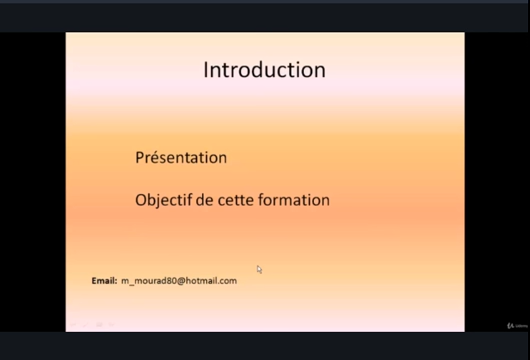 Introduction
Présentation
Objectif de cette formation
Email: m_mourad80@hotmail.com